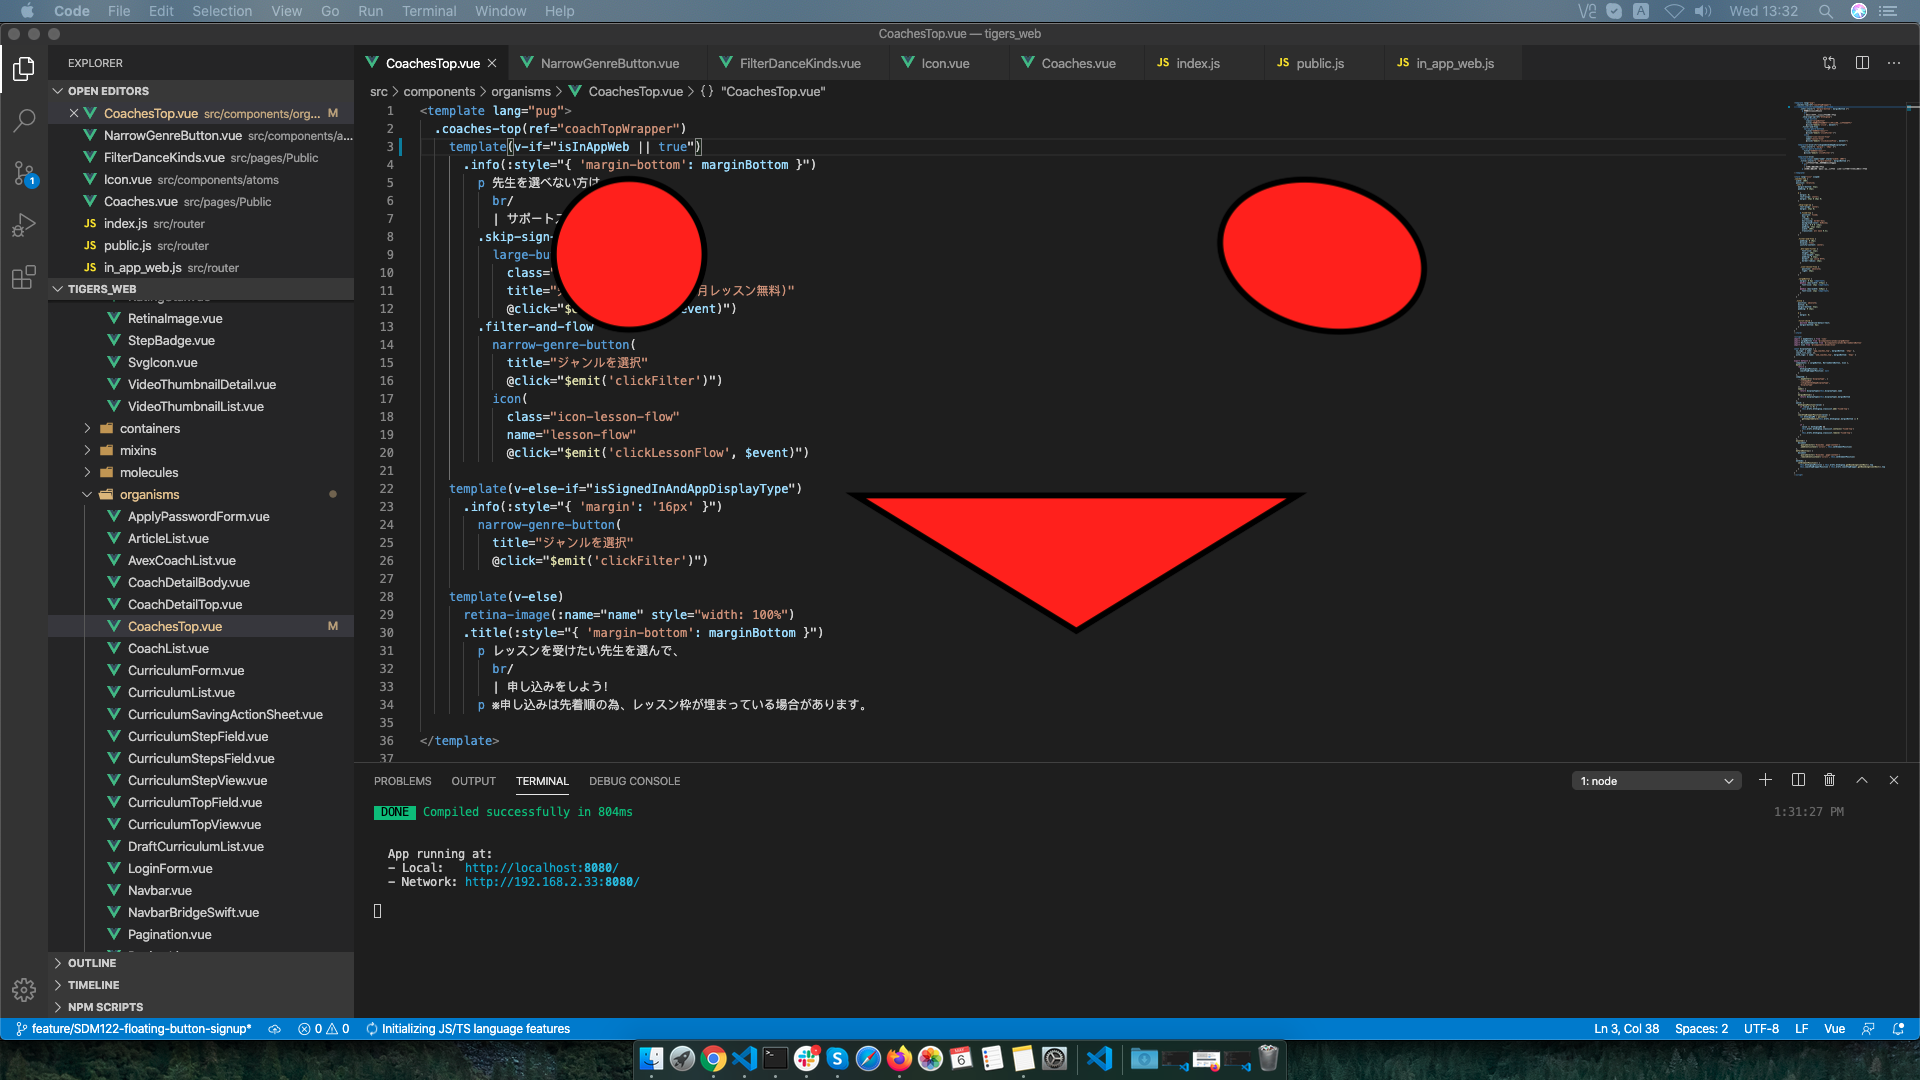 Code File Edit Selection View Go Run Terminal Window Help Wed 13:32
CoachesTop.vue — tigers_web
EXPLORER
CoachesTop.vue NarrowGenreButton.vue FilterDanceKinds.vue Icon.vue Coaches.vue JS index.js JS public.js JS in_app_web.js
OPEN EDITORS
CoachesTop.vue src/components/org... M
NarrowGenreButton.vue src/components/a...
FilterDanceKinds.vue src/pages/Public
Icon.vue src/components/atoms
Coaches.vue src/pages/Public
JS index.js src/router
JS public.js src/router
JS in_app_web.js src/router
TIGERS_WEB
RetinaImage.vue
StepBadge.vue
SvgIcon.vue
VideoThumbnailDetail.vue
VideoThumbnailList.vue
containers
mixins
molecules
organisms
ApplyPasswordForm.vue
ArticleList.vue
AvexCoachList.vue
CoachDetailBody.vue
CoachDetailTop.vue
CoachesTop.vue M
CoachList.vue
CurriculumForm.vue
CurriculumList.vue
CurriculumSavingActionSheet.vue
CurriculumStepField.vue
CurriculumStepsField.vue
CurriculumStepView.vue
CurriculumTopField.vue
CurriculumTopView.vue
DraftCurriculumList.vue
LoginForm.vue
Navbar.vue
NavbarBridgeSwift.vue
Pagination.vue
OUTLINE
TIMELINE
NPM SCRIPTS
src > components > organisms > CoachesTop.vue > {} "CoachesTop.vue"
1 <template lang="pug">
2 .coaches-top(ref="coachTopWrapper")
3 template(v-if="isInAppWeb || true")
4 .info(:style="{ 'margin-bottom': marginBottom }")
5 p 先生を選べない方は
6 br/
7 | サポート
8 .skip-sign-
9 large-bu
10 class="
11 title=" 月レッスン無料)"
12 @click="$ event)")
13 .filter-and-flow
14 narrow-genre-button(
15 title="ジャンルを選択"
16 @click="$emit('clickFilter')")
17 icon(
18 class="icon-lesson-flow"
19 name="lesson-flow"
20 @click="$emit('clickLessonFlow', $event)")
21
22 template(v-else-if="isSignedInAndAppDisplayType")
23 .info(:style="{ 'margin': '16px' }")
24 narrow-genre-button(
25 title="ジャンルを選択"
26 @click="$emit('clickFilter')")
27
28 template(v-else)
29 retina-image(:name="name" style="width: 100%")
30 .title(:style="{ 'margin-bottom': marginBottom }")
31 p レッスンを受けたい先生を選んで、
32 br/
33 | 申し込みをしよう!
34 p ※申し込みは先着順の為、レッスン枠が埋まっている場合があります。
35
36 </template>
37
PROBLEMS OUTPUT TERMINAL DEBUG CONSOLE 1: node
DONE Compiled successfully in 804ms 1:31:27 PM
App running at:
- Local: http://localhost:8080/
- Network: http://192.168.2.33:8080/
feature/SDM122-floating-button-signup* 0 0 Initializing JS/TS language features Ln 3, Col 38 Spaces: 2 UTF-8 LF Vue